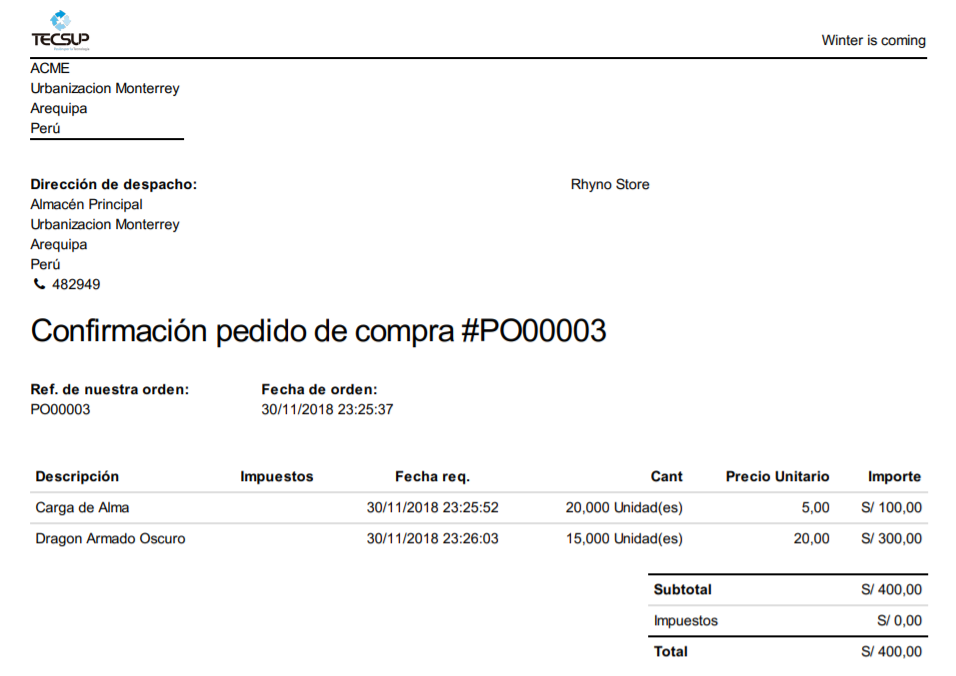 TECSUP
Winter is coming
ACME
Urbanizacion Monterrey
Arequipa
Perú
Dirección de despacho:
Rhyno Store
Almacén Principal
Urbanizacion Monterrey
Arequipa
Perú
482949
Confirmación pedido de compra #PO00003
Ref. de nuestra orden: Fecha de orden:
PO00003 30/11/2018 23:25:37
Descripción Impuestos Fecha req. Cant Precio Unitario Importe
Carga de Alma 30/11/2018 23:25:52 20,000 Unidad(es) 5,00 S/ 100,00
Dragon Armado Oscuro 30/11/2018 23:26:03 15,000 Unidad(es) 20,00 S/ 300,00
Subtotal S/ 400,00
Impuestos S/ 0,00
Total S/ 400,00